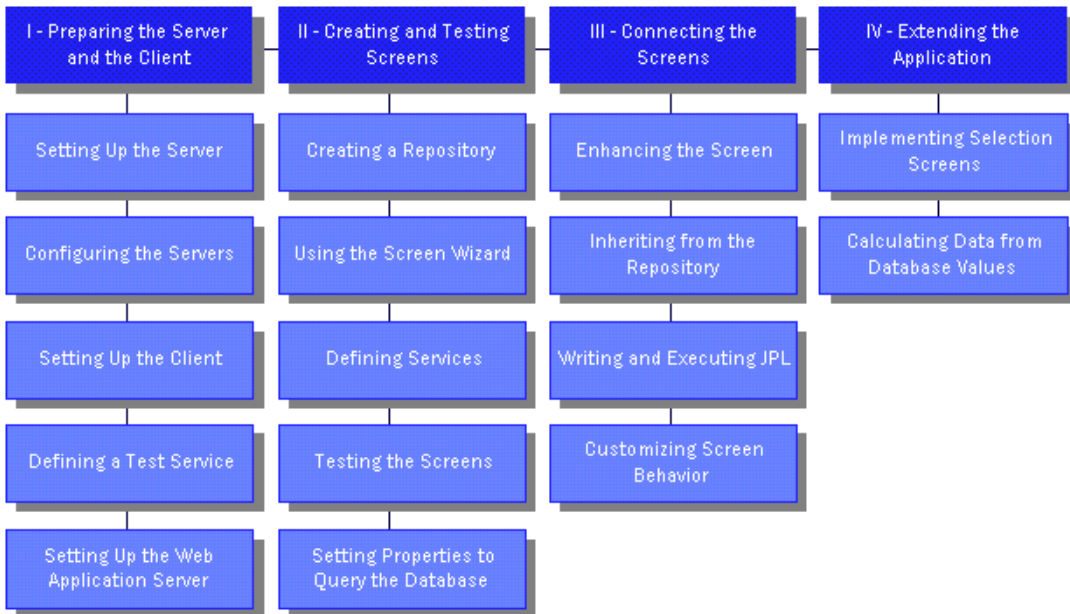 I - Preparing the Server
and the Client
II - Creating and Testing
Screens
III - Connecting the
Screens
IV - Extending the
Application
Setting Up the Server
Creating a Repository
Enhancing the Screen
Implementing Selection
Screens
Configuring the Servers
Using the Screen Wizard
Inheriting from the
Repository
Calculating Data from
Database Values
Setting Up the Client
Defining Services
Writing and Executing JPL
Defining a Test Service
Testing the Screens
Customizing Screen
Behavior
Setting Up the Web
Application Server
Setting Properties to
Query the Database